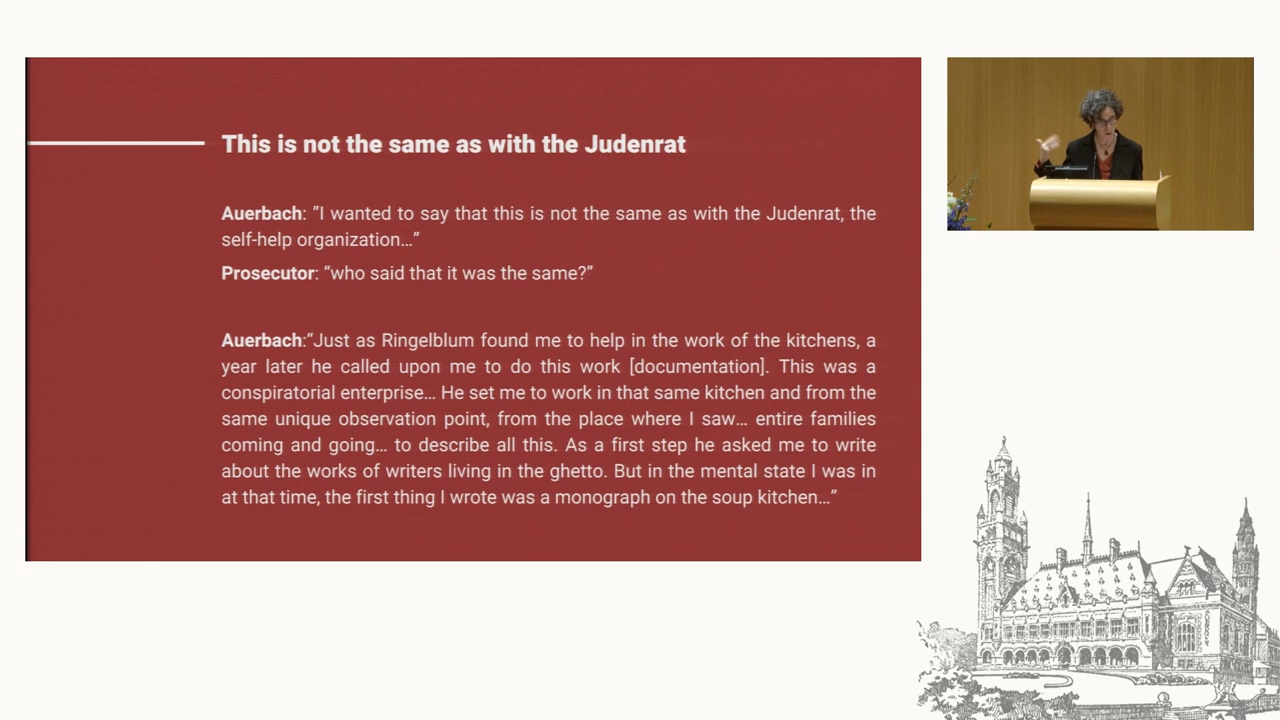 This is not the same as with the Judenrat
Auerbach: ”I wanted to say that this is not the same as with the Judenrat, the
self-help organization…”
Prosecutor: “who said that it was the same?”
Auerbach:“Just as Ringelblum found me to help in the work of the kitchens, a
year later he called upon me to do this work [documentation]. This was a
conspiratorial enterprise… He set me to work in that same kitchen and from the
same unique observation point, from the place where I saw… entire families
coming and going… to describe all this. As a first step he asked me to write
about the works of writers living in the ghetto. But in the mental state I was in
at that time, the first thing I wrote was a monograph on the soup kitchen…”